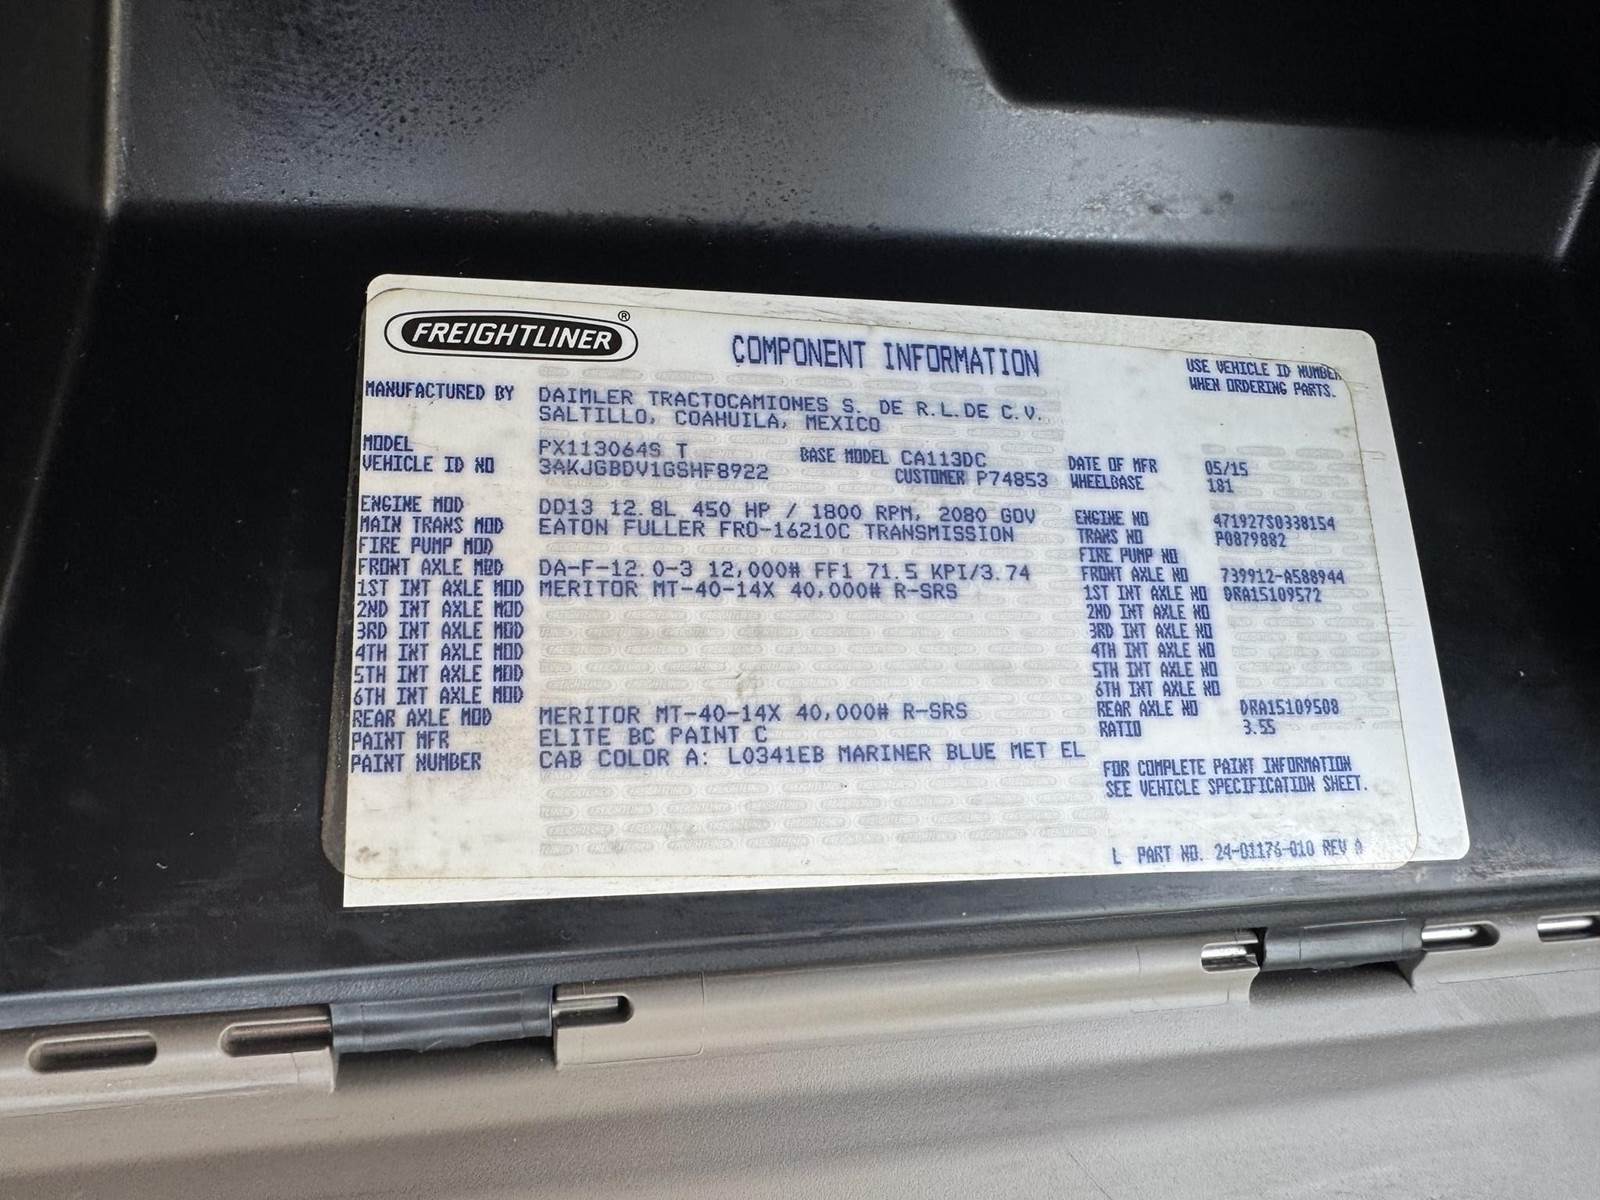 FREIGHTLINER®
COMPONENT INFORMATION
USE VEHICLE ID NUMBER
WHEN ORDERING PARTS.
MANUFACTURED BY DAIMLER TRACTOCAMIONES S. DE R.L.DE C.V.
SALTILLO, COAHUILA, MEXICO
MODEL PX113064S T BASE MODEL CA113DC DATE OF MFR 05/15
VEHICLE ID NO 3AKJGBDV1GSHF8922 CUSTOMER P74853 WHEELBASE 181
ENGINE MOD DD13 12.8L 450 HP / 1800 RPM, 2080 GOV ENGINE NO 471927S0338154
MAIN TRANS MOD EATON FULLER FRO-16210C TRANSMISSION TRANS NO P0879882
FIRE PUMP MOD FIRE PUMP NO
FRONT AXLE MOD DA-F-12.0-3 12,000# FF1 71.5 KPI/3.74 FRONT AXLE NO 739912-A588944
1ST INT AXLE MOD MERITOR MT-40-14X 40,000# R-SRS 1ST INT AXLE NO DRA15109572
2ND INT AXLE MOD 2ND INT AXLE NO
3RD INT AXLE MOD 3RD INT AXLE NO
4TH INT AXLE MOD 4TH INT AXLE NO
5TH INT AXLE MOD 5TH INT AXLE NO
6TH INT AXLE MOD 6TH INT AXLE NO
REAR AXLE MOD MERITOR MT-40-14X 40,000# R-SRS REAR AXLE NO DRA15109508
PAINT MFR ELITE BC PAINT C RATIO 3.55
PAINT NUMBER CAB COLOR A: L0341EB MARINER BLUE MET EL
FOR COMPLETE PAINT INFORMATION
SEE VEHICLE SPECIFICATION SHEET.
L PART NO. 24-01176-010 REV A